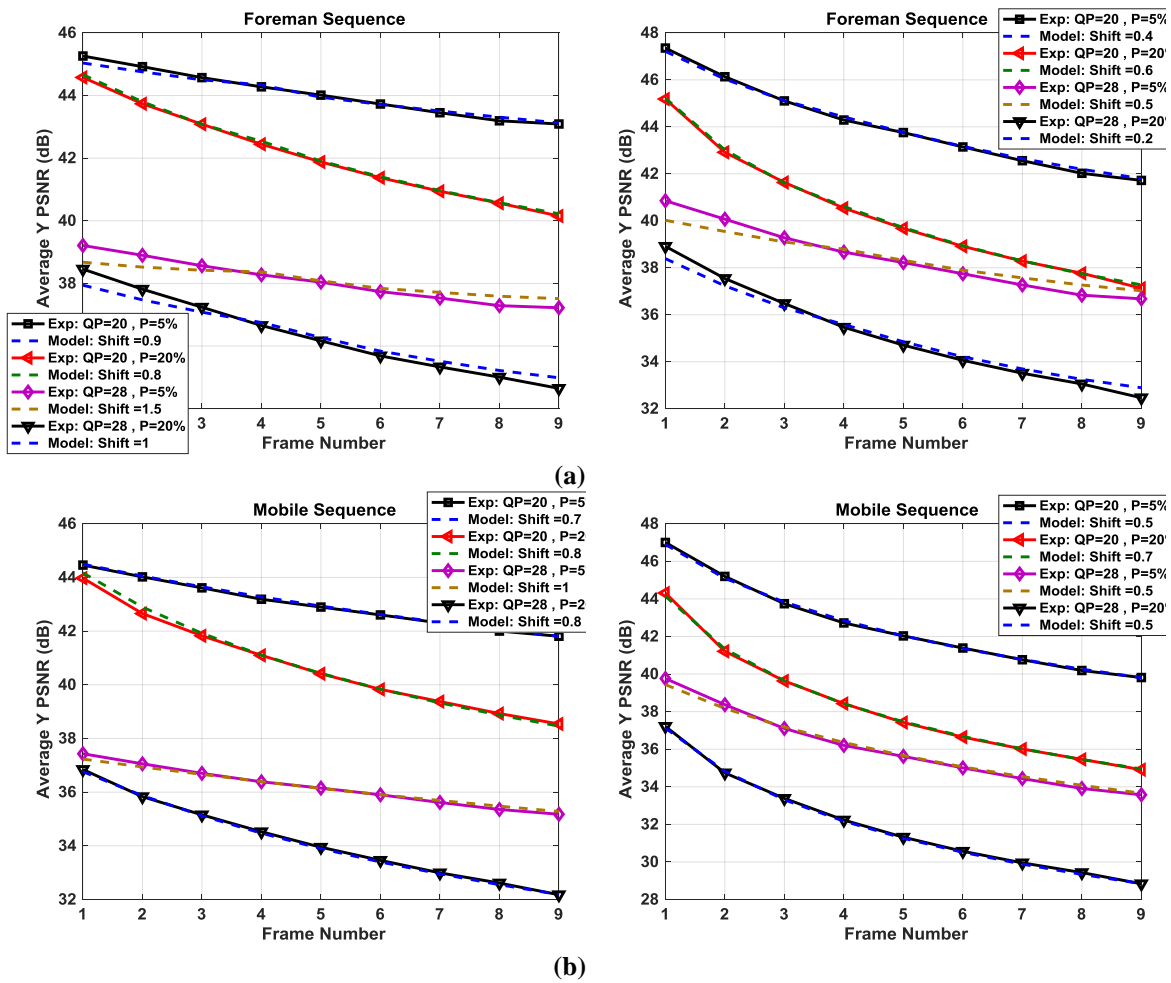 Foreman Sequence
46
44
42
40
38
Average Y PSNR (dB)
Exp: QP=20 , P=5%
Model: Shift =0.9
Exp: QP=20 , P=20%
Model: Shift =0.8
Exp: QP=28 , P=5%
Model: Shift =1.5
Exp: QP=28 , P=20%
Model: Shift =1
3 4 5 6 7 8 9
Frame Number
Foreman Sequence
48
46
44
42
40
38
36
34
32
Average Y PSNR (dB)
Exp: QP=20 , P=5%
Model: Shift =0.4
Exp: QP=20 , P=20%
Model: Shift =0.6
Exp: QP=28 , P=5%
Model: Shift =0.5
Exp: QP=28 , P=20%
Model: Shift =0.2
1 2 3 4 5 6 7 8 9
Frame Number
(a)
Mobile Sequence
46
44
42
40
38
36
34
32
Average Y PSNR (dB)
Exp: QP=20 , P=5
Model: Shift =0.7
Exp: QP=20 , P=2
Model: Shift =0.8
Exp: QP=28 , P=5
Model: Shift =1
Exp: QP=28 , P=2
Model: Shift =0.8
1 2 3 4 5 6 7 8 9
Frame Number
Mobile Sequence
48
46
44
42
40
38
36
34
32
30
28
Average Y PSNR (dB)
Exp: QP=20 , P=5%
Model: Shift =0.5
Exp: QP=20 , P=20%
Model: Shift =0.7
Exp: QP=28 , P=5%
Model: Shift =0.5
Exp: QP=28 , P=20%
Model: Shift =0.5
1 2 3 4 5 6 7 8 9
Frame Number
(b)